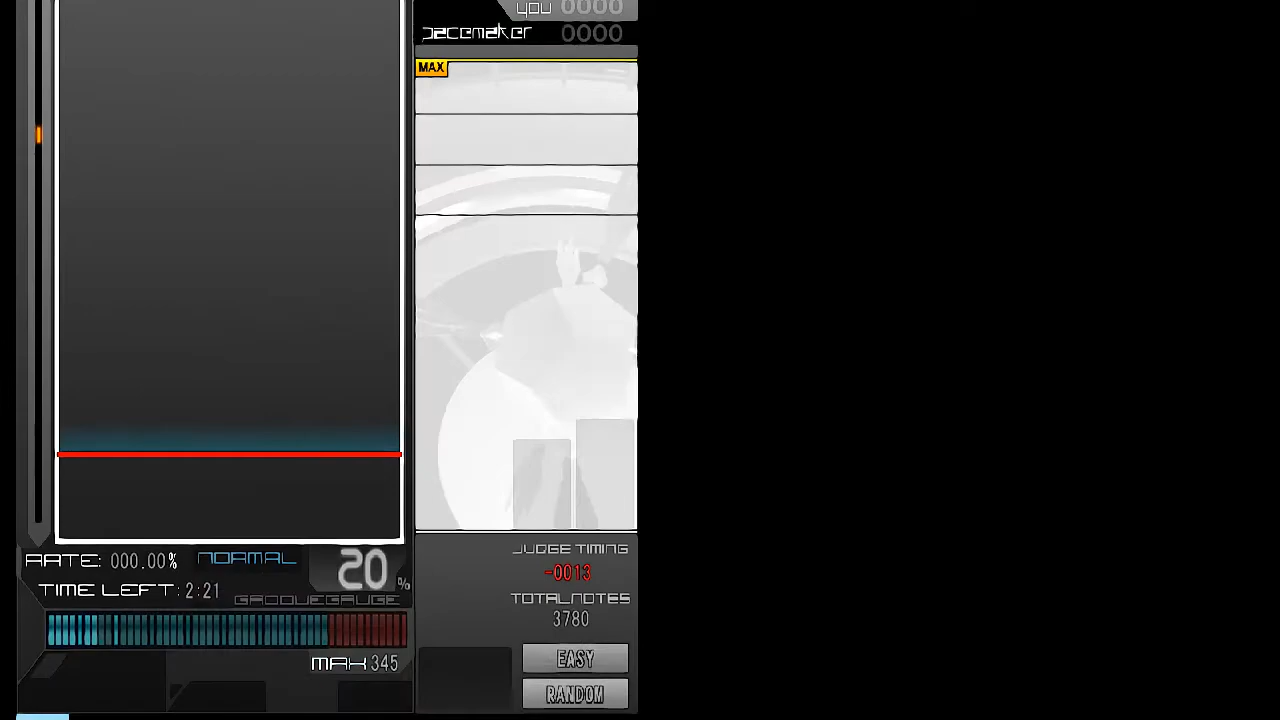 you 0000
pacemaker 0000
MAX
RATE: 000.00% NORMAL 20%
TIME LEFT: 2:21
GROOVEGAUGE
MAX 345
JUDGE TIMING
-0013
TOTALNOTES
3780
EASY
RANDOM